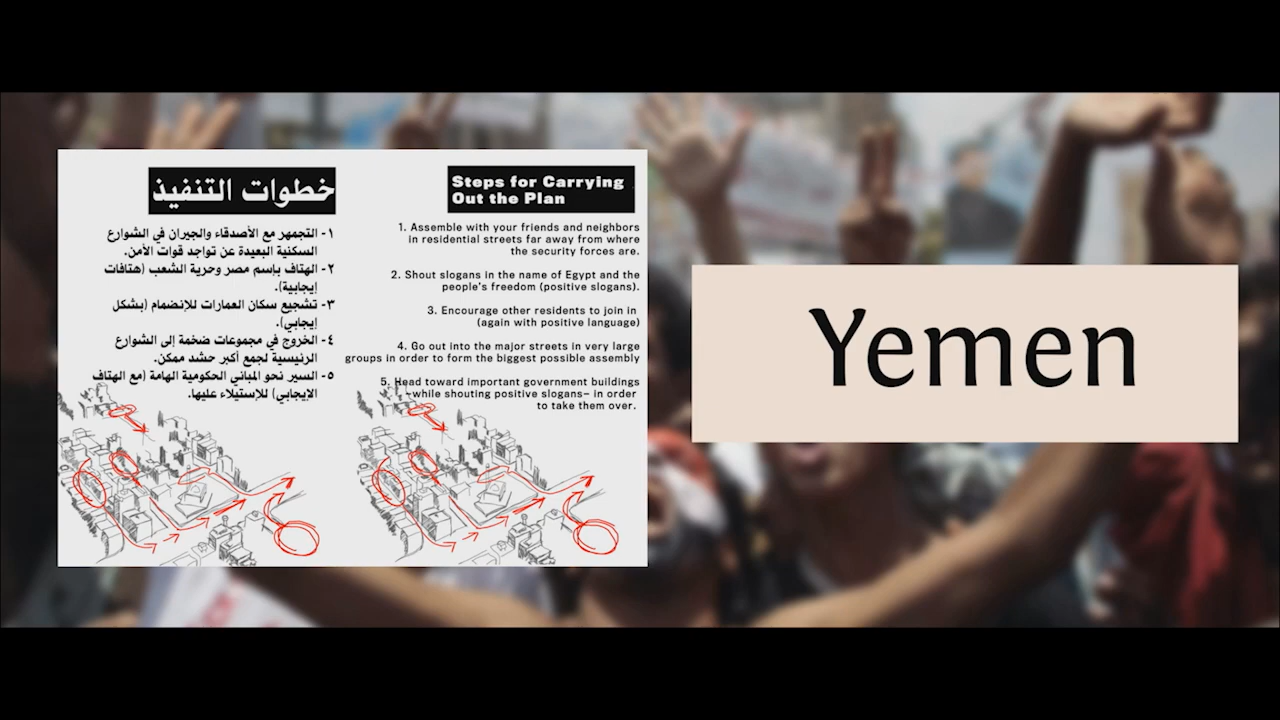 خطوات التنفيذ
١- التجمهر مع الأصدقاء والجيران في الشوارع
السكنية البعيدة عن تواجد قوات الأمن.
٢- الهتاف بإسم مصر وحرية الشعب (هتافات
إيجابية).
٣- تشجيع سكان العمارات للإنضمام (بشكل
إيجابي).
٤- الخروج في مجموعات ضخمة إلى الشوارع
الرئيسية لجمع أكبر حشد ممكن.
٥- السير نحو المباني الحكومية الهامة (مع الهتاف
الإيجابي) للإستيلاء عليها.
Steps for Carrying
Out the Plan
1. Assemble with your friends and neighbors
in residential streets far away from where
the security forces are.
2. Shout slogans in the name of Egypt and the
people's freedom (positive slogans).
3. Encourage other residents to join in
(again with positive language)
4. Go out into the major streets in very large
groups in order to form the biggest possible assembly
5. Head toward important government buildings
–while shouting positive slogans– in order
to take them over.
Yemen